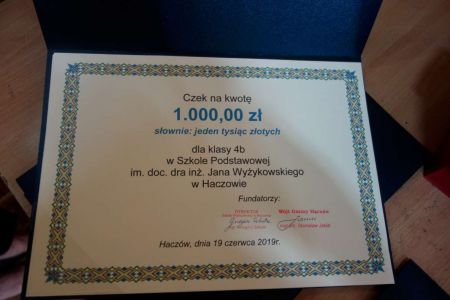 Czek na kwotę
1.000,00 zł
słownie: jeden tysiąc złotych
dla klasy 4b
w Szkole Podstawowej
im. doc. dra inż. Jana Wyżykowskiego
w Haczowie
Fundatorzy:
DYREKTOR
Wójt Gminy Haczów
Haczów, dnia 19 czerwca 2019r.